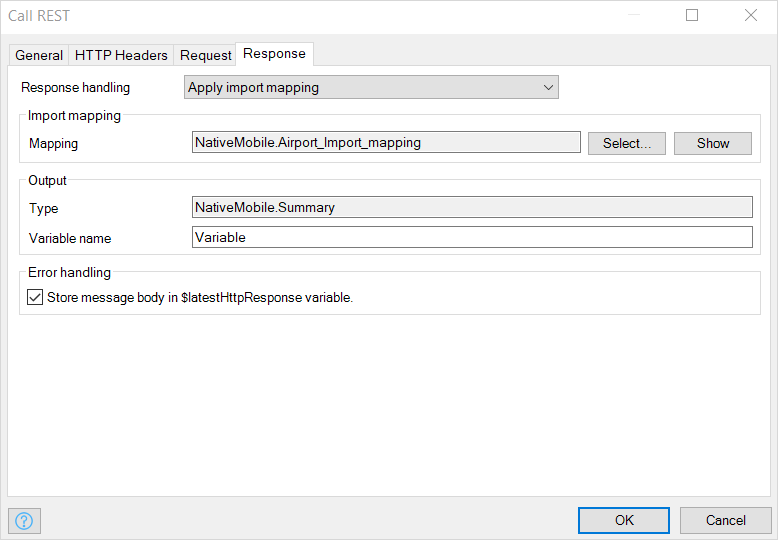 Call REST
General HTTP Headers Request Response
Response handling Apply import mapping
Import mapping
Mapping NativeMobile.Airport_Import_mapping Select... Show
Output
Type NativeMobile.Summary
Variable name Variable
Error handling
Store message body in $latestHttpResponse variable.
? OK Cancel